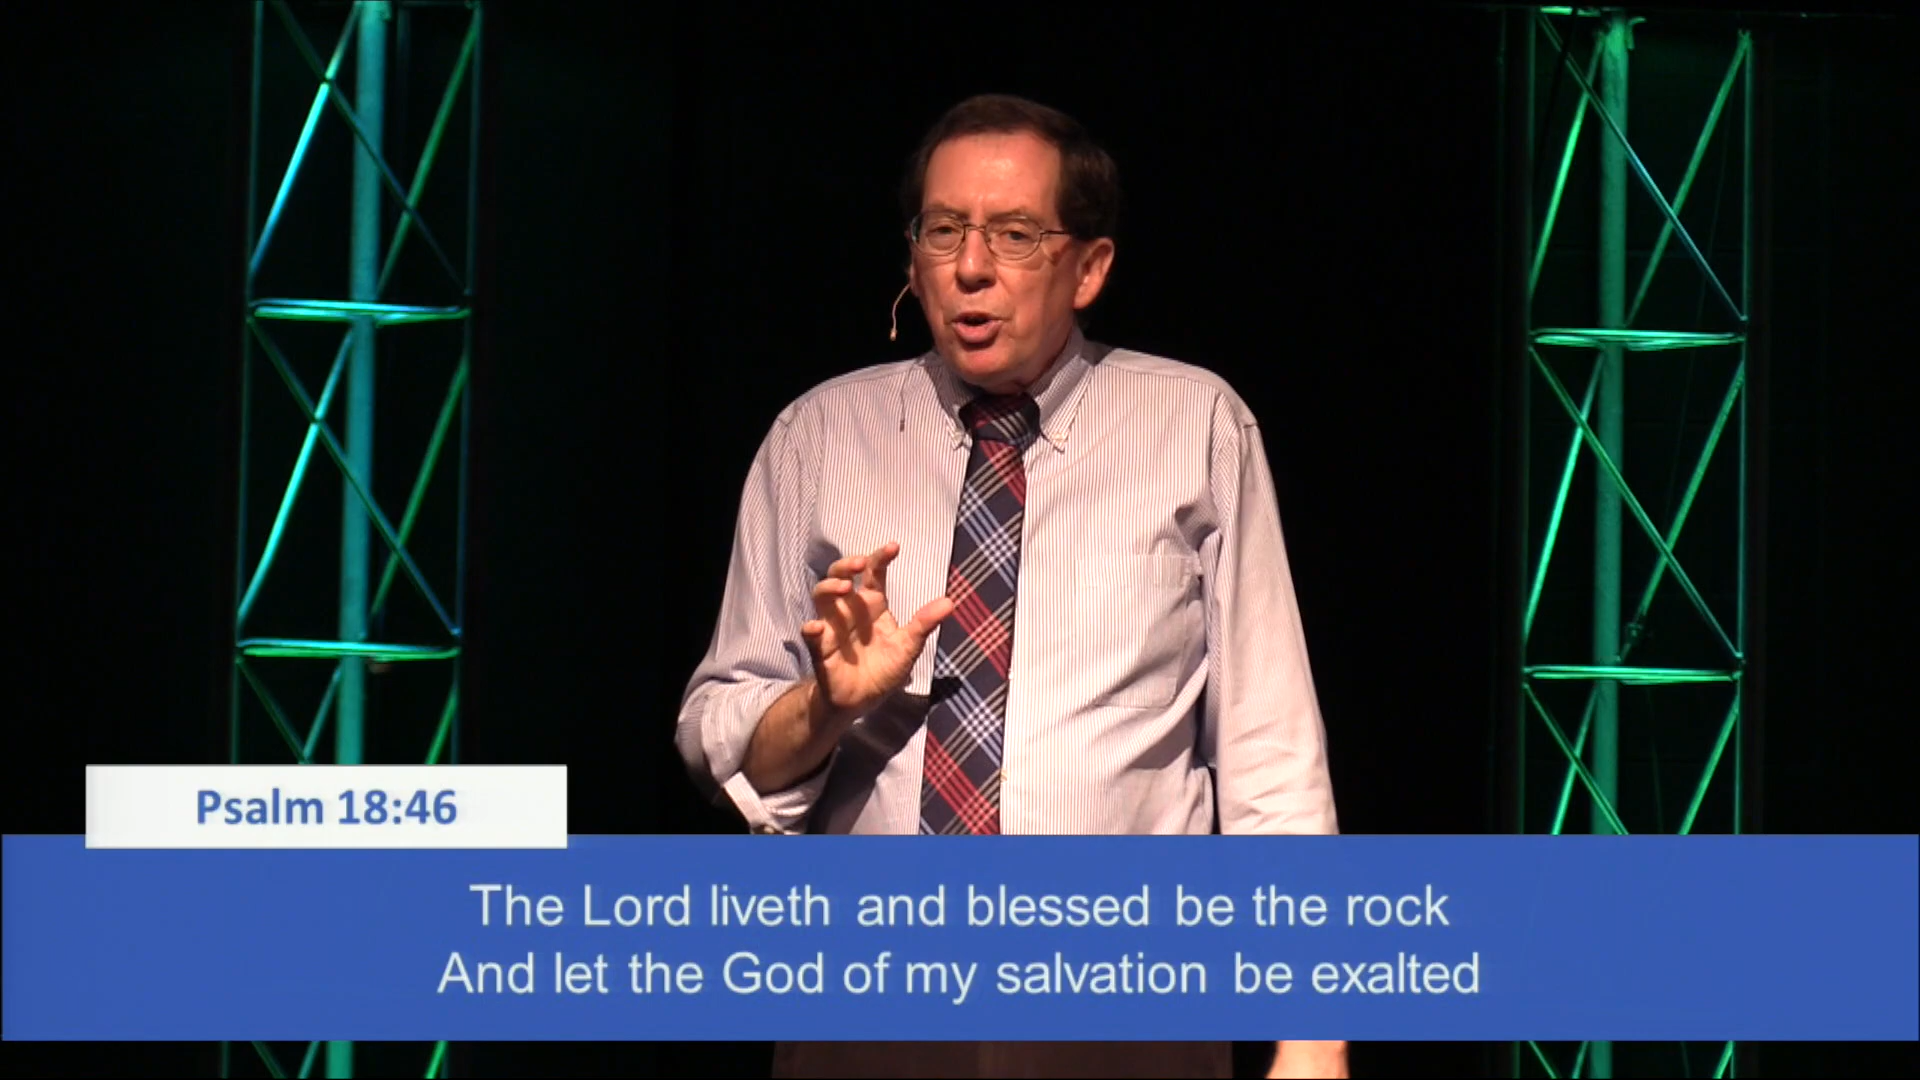 Psalm 18:46
The Lord liveth and blessed be the rock
And let the God of my salvation be exalted